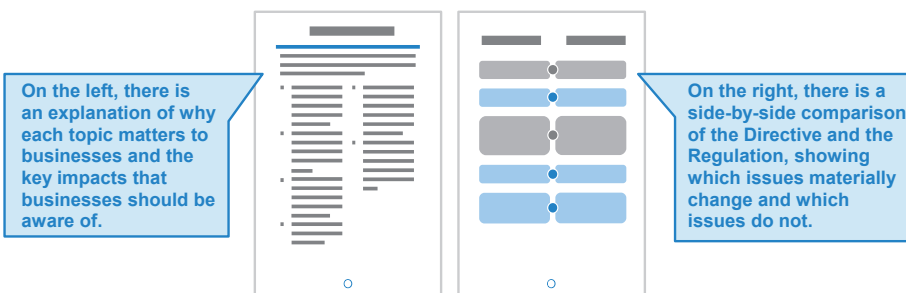 On the left, there is
an explanation of why
each topic matters to
businesses and the
key impacts that
businesses should be
aware of.
On the right, there is a
side-by-side comparison
of the Directive and the
Regulation, showing
which issues materially
change and which
issues do not.